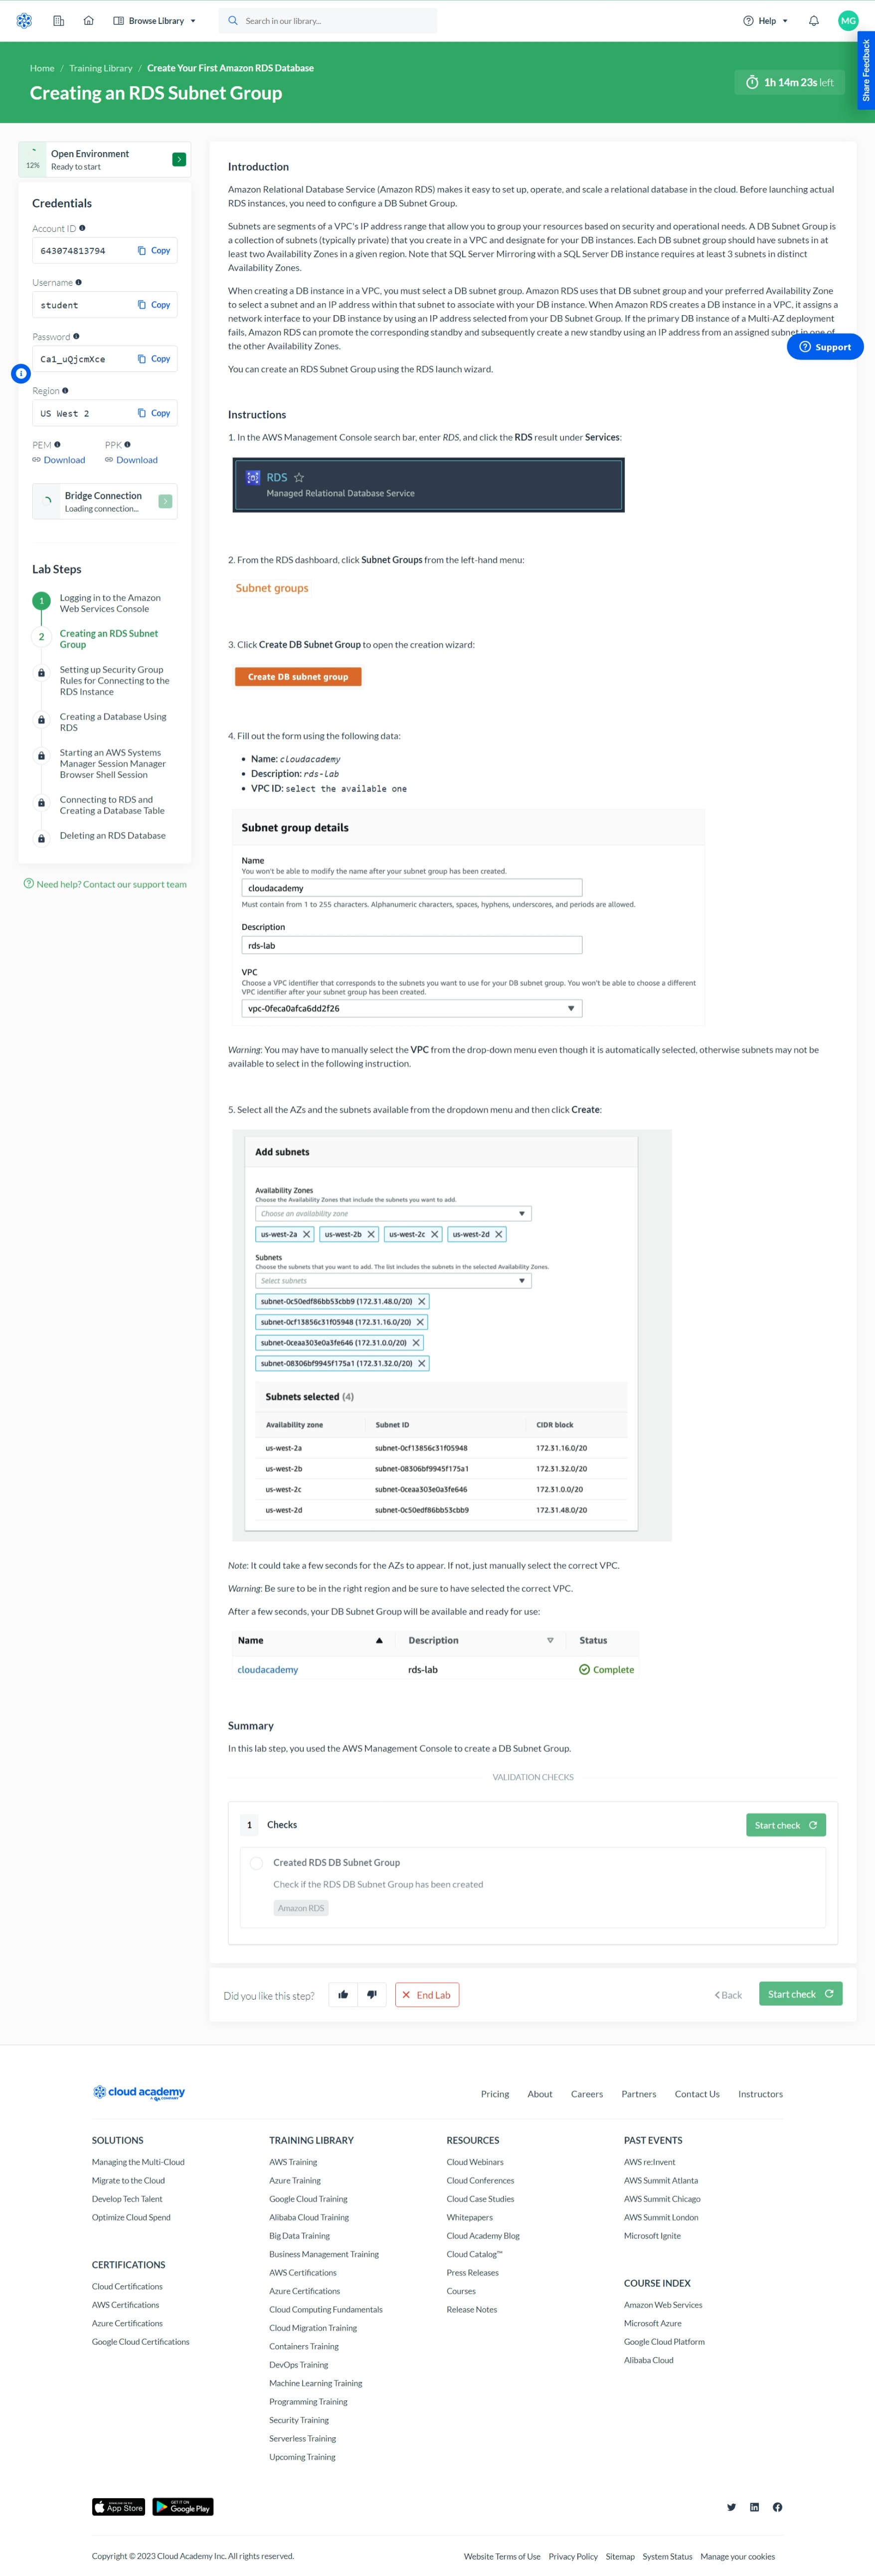 Browse Library
Search in our library...
Help
MG
Share Feedback
Home / Training Library / Create Your First Amazon RDS Database
Creating an RDS Subnet Group
1h 14m 23s left
12%
Open Environment
Ready to start
Credentials
Account ID
643074813794 Copy
Username
student Copy
Password
Ca1_uQjcmXce Copy
Region
US West 2 Copy
PEM PPK
Download Download
Bridge Connection
Loading connection...
Lab Steps
1 Logging in to the Amazon
Web Services Console
2 Creating an RDS Subnet
Group
Setting up Security Group
Rules for Connecting to the
RDS Instance
Creating a Database Using
RDS
Starting an AWS Systems
Manager Session Manager
Browser Shell Session
Connecting to RDS and
Creating a Database Table
Deleting an RDS Database
Need help? Contact our support team
Introduction
Amazon Relational Database Service (Amazon RDS) makes it easy to set up, operate, and scale a relational database in the cloud. Before launching actual
RDS instances, you need to configure a DB Subnet Group.
Subnets are segments of a VPC's IP address range that allow you to group your resources based on security and operational needs. A DB Subnet Group is
a collection of subnets (typically private) that you create in a VPC and designate for your DB instances. Each DB subnet group should have subnets in at
least two Availability Zones in a given region. Note that SQL Server Mirroring with a SQL Server DB instance requires at least 3 subnets in distinct
Availability Zones.
When creating a DB instance in a VPC, you must select a DB subnet group. Amazon RDS uses that DB subnet group and your preferred Availability Zone
to select a subnet and an IP address within that subnet to associate with your DB instance. When Amazon RDS creates a DB instance in a VPC, it assigns a
network interface to your DB instance by using an IP address selected from your DB Subnet Group. If the primary DB instance of a Multi-AZ deployment
fails, Amazon RDS can promote the corresponding standby and subsequently create a new standby using an IP address from an assigned subnet in one of
the other Availability Zones.
Support
You can create an RDS Subnet Group using the RDS launch wizard.
Instructions
1. In the AWS Management Console search bar, enter RDS, and click the RDS result under Services:
RDS
Managed Relational Database Service
2. From the RDS dashboard, click Subnet Groups from the left-hand menu:
Subnet groups
3. Click Create DB Subnet Group to open the creation wizard:
Create DB subnet group
4. Fill out the form using the following data:
• Name: cloudacademy
• Description: rds-lab
• VPC ID: select the available one
Subnet group details
Name
You won't be able to modify the name after your subnet group has been created.
cloudacademy
Must contain from 1 to 255 characters. Alphanumeric characters, spaces, hyphens, underscores, and periods are allowed.
Description
rds-lab
VPC
Choose a VPC identifier that corresponds to the subnets you want to use for your DB subnet group. You won't be able to choose a different
VPC identifier after your subnet group has been created.
vpc-0feca0afca6dd2f26
Warning: You may have to manually select the VPC from the drop-down menu even though it is automatically selected, otherwise subnets may not be
available to select in the following instruction.
5. Select all the AZs and the subnets available from the dropdown menu and then click Create:
Add subnets
Availability Zones
Choose the Availability Zones that include the subnets you want to add.
Choose an availability zone
us-west-2a us-west-2b us-west-2c us-west-2d
Subnets
Choose the subnets that you want to add. The list includes the subnets in the selected Availability Zones.
Select subnets
subnet-0c50edf86bb53cbb9 (172.31.48.0/20)
subnet-0cf13856c31f05948 (172.31.16.0/20)
subnet-0ceaa303e0a3fe646 (172.31.0.0/20)
subnet-08306bf9945f175a1 (172.31.32.0/20)
Subnets selected (4)
Availability zone Subnet ID CIDR block
us-west-2a subnet-0cf13856c31f05948 172.31.16.0/20
us-west-2b subnet-08306bf9945f175a1 172.31.32.0/20
us-west-2c subnet-0ceaa303e0a3fe646 172.31.0.0/20
us-west-2d subnet-0c50edf86bb53cbb9 172.31.48.0/20
Note: It could take a few seconds for the AZs to appear. If not, just manually select the correct VPC.
Warning: Be sure to be in the right region and be sure to have selected the correct VPC.
After a few seconds, your DB Subnet Group will be available and ready for use:
Name Description Status
cloudacademy rds-lab Complete
Summary
In this lab step, you used the AWS Management Console to create a DB Subnet Group.
VALIDATION CHECKS
1 Checks Start check
Created RDS DB Subnet Group
Check if the RDS DB Subnet Group has been created
Amazon RDS
Did you like this step? End Lab Back Start check
cloud academy
Pricing About Careers Partners Contact Us Instructors
SOLUTIONS
Managing the Multi-Cloud
Migrate to the Cloud
Develop Tech Talent
Optimize Cloud Spend
CERTIFICATIONS
Cloud Certifications
AWS Certifications
Azure Certifications
Google Cloud Certifications
TRAINING LIBRARY
AWS Training
Azure Training
Google Cloud Training
Alibaba Cloud Training
Big Data Training
Business Management Training
AWS Certifications
Azure Certifications
Cloud Computing Fundamentals
Cloud Migration Training
Containers Training
DevOps Training
Machine Learning Training
Programming Training
Security Training
Serverless Training
Upcoming Training
RESOURCES
Cloud Webinars
Cloud Conferences
Cloud Case Studies
Whitepapers
Cloud Academy Blog
Cloud Catalog™
Press Releases
Courses
Release Notes
PAST EVENTS
AWS re:Invent
AWS Summit Atlanta
AWS Summit Chicago
AWS Summit London
Microsoft Ignite
COURSE INDEX
Amazon Web Services
Microsoft Azure
Google Cloud Platform
Alibaba Cloud
App Store
GET IT ON
Google Play
Copyright © 2023 Cloud Academy Inc. All rights reserved.
Website Terms of Use Privacy Policy Sitemap System Status Manage your cookies